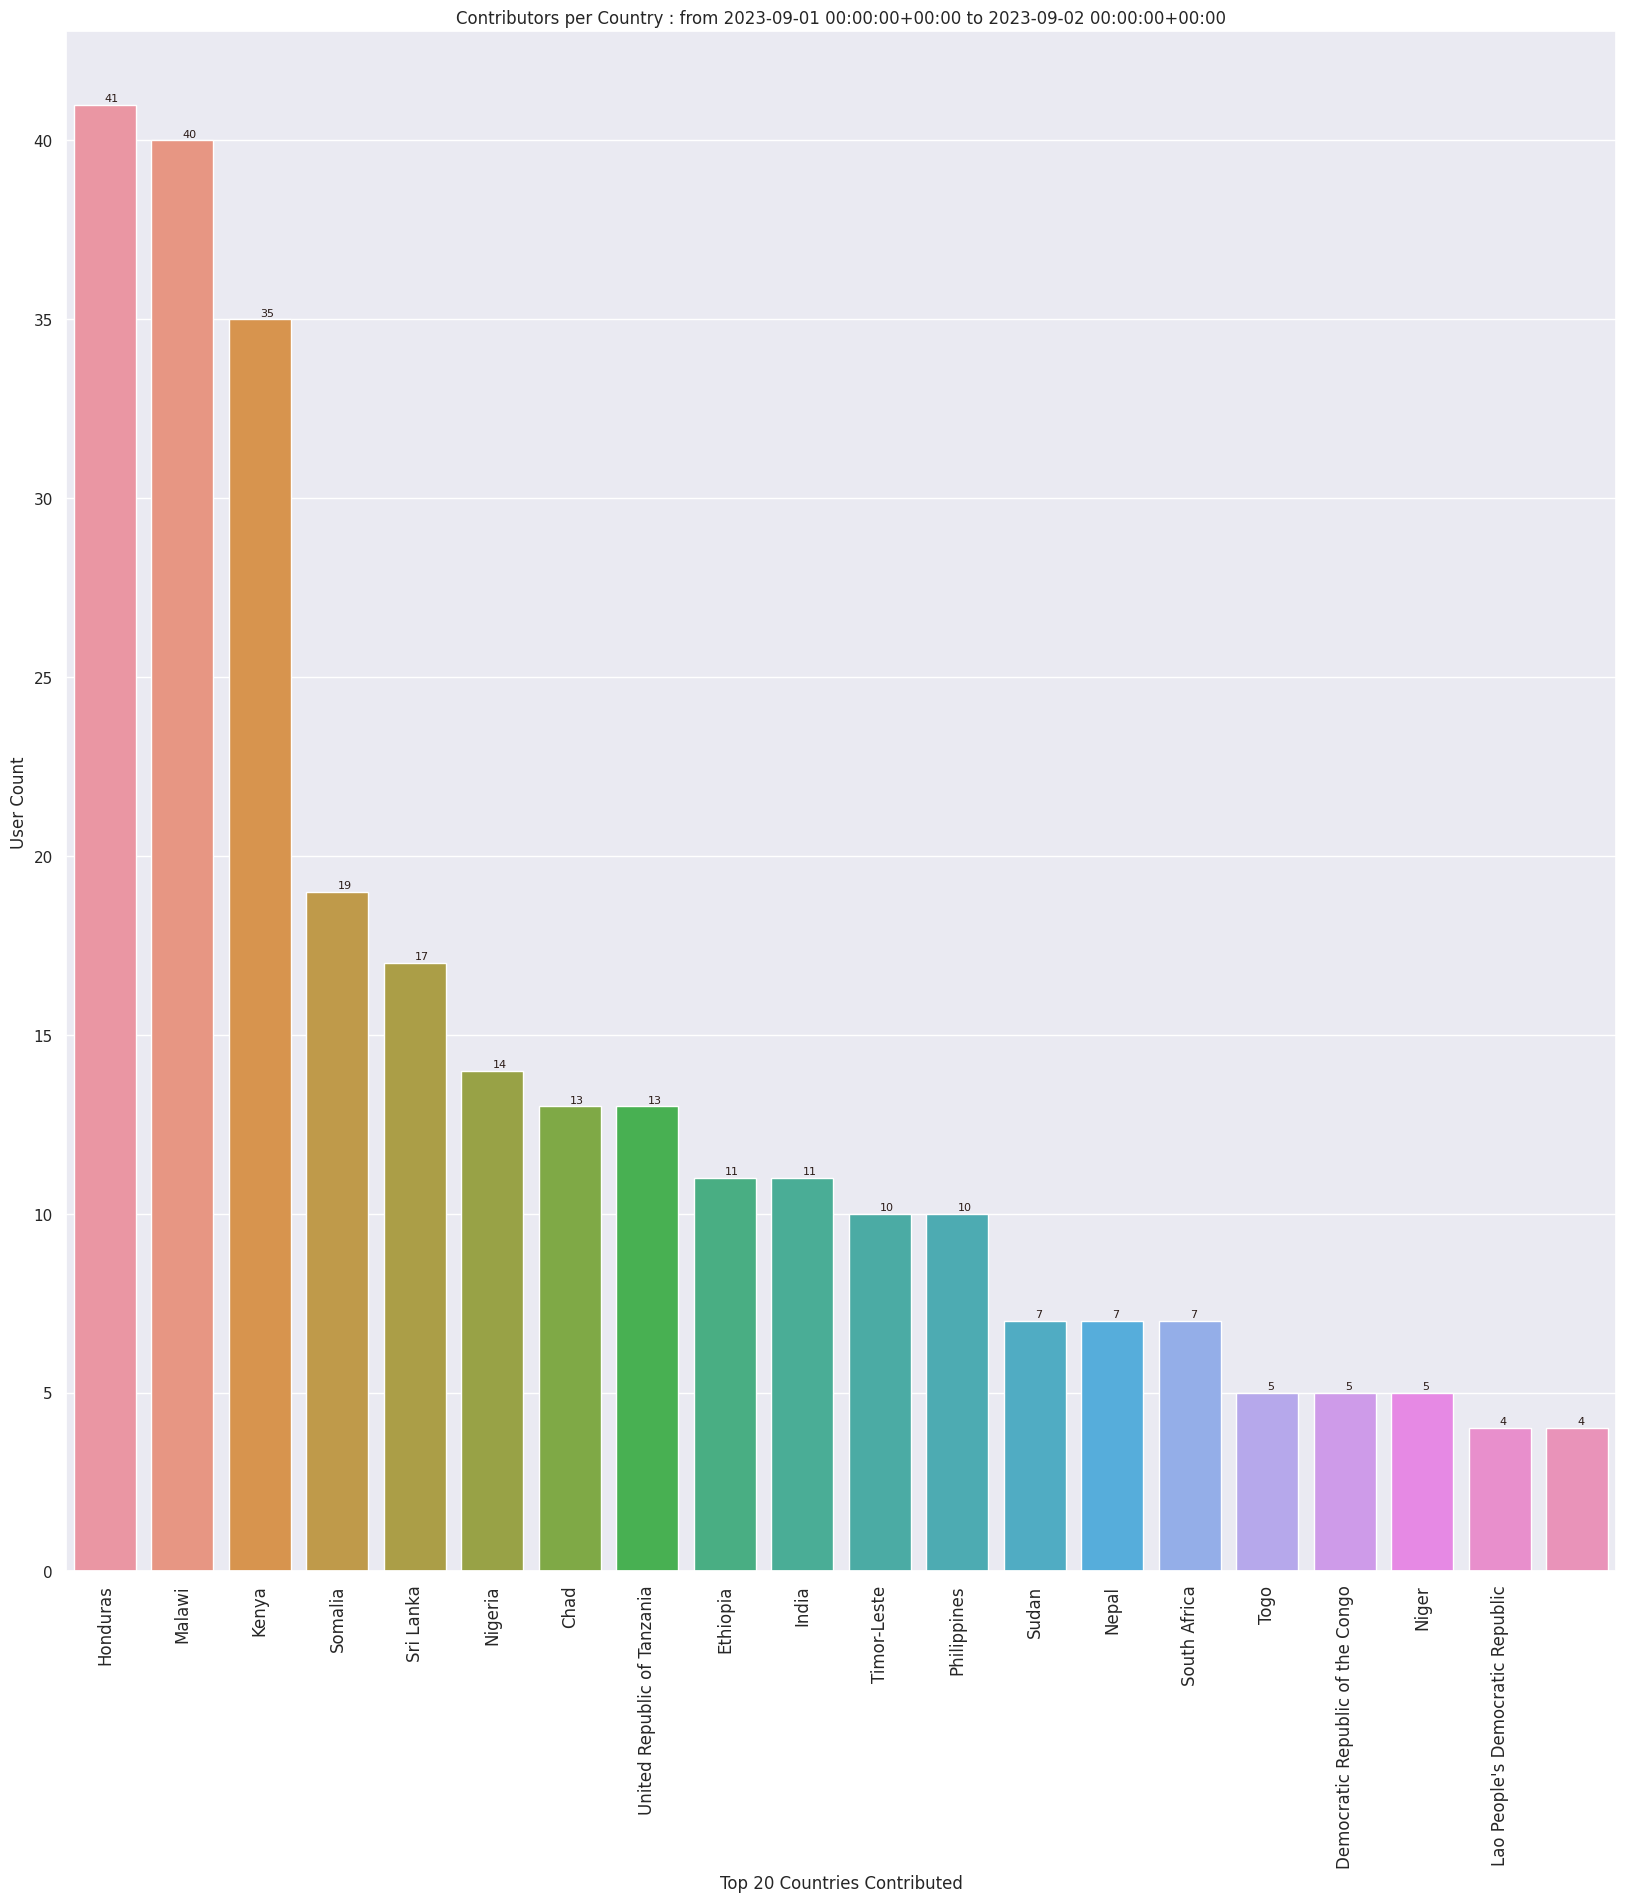 Contributors per Country : from 2023-09-01 00:00:00+00:00 to 2023-09-02 00:00:00+00:00
User Count
40
35
30
25
20
15
10
5
0
41
40
35
19
17
14
13
13
11
11
10
10
7
7
7
5
5
5
4
4
Honduras
Malawi
Kenya
Somalia
Sri Lanka
Nigeria
Chad
United Republic of Tanzania
Ethiopia
India
Timor-Leste
Philippines
Sudan
Nepal
South Africa
Togo
Democratic Republic of the Congo
Niger
Lao People's Democratic Republic
Top 20 Countries Contributed